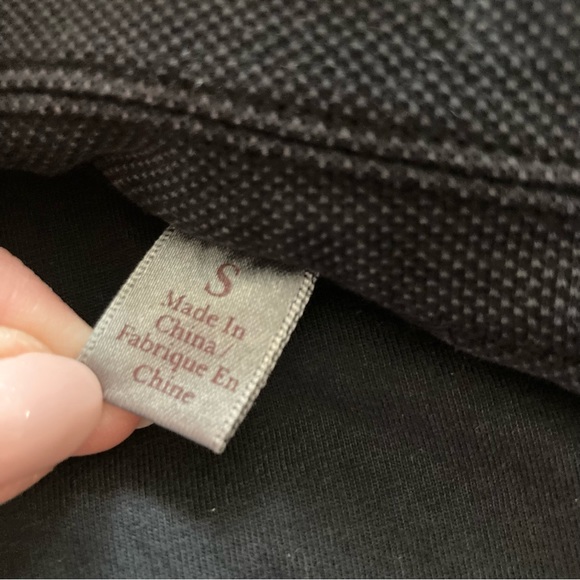 S
Made In
China/
Fabrique En
Chine